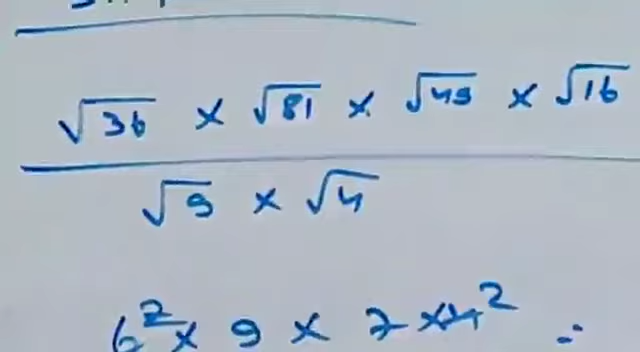 √36 × √81 × √49 × √16
√9 × √4
6² × 9 × 7 × 4²